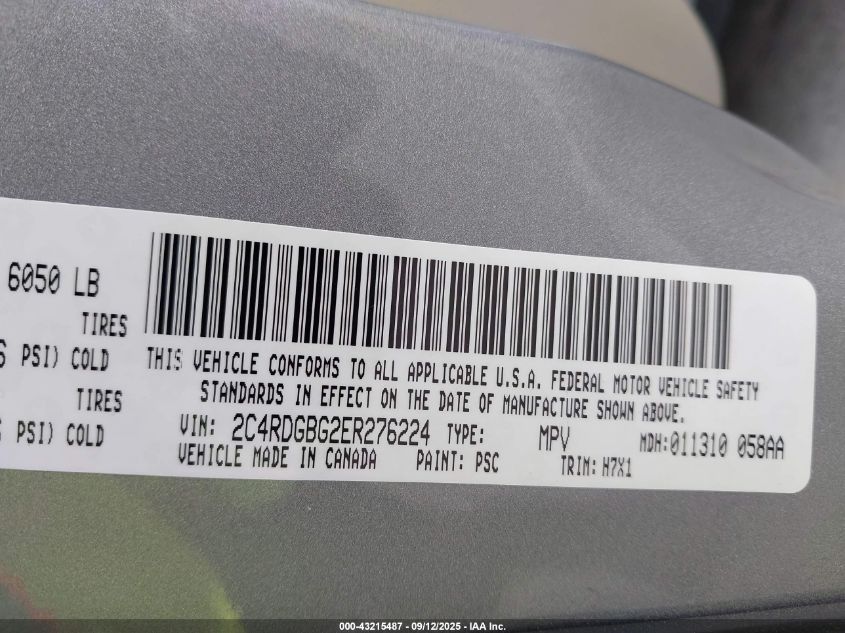 6050 LB
TIRES
PSI) COLD
TIRES
PSI) COLD
THIS VEHICLE CONFORMS TO ALL APPLICABLE U.S.A. FEDERAL MOTOR VEHICLE SAFETY
STANDARDS IN EFFECT ON THE DATE OF MANUFACTURE SHOWN ABOVE.
VIN: 2C4RDGBG2ER276224 TYPE: MPV MDH:011310 058AA
VEHICLE MADE IN CANADA PAINT: PSC TRIM: H7X1
000-43215487 - 09/12/2025 - IAA Inc.